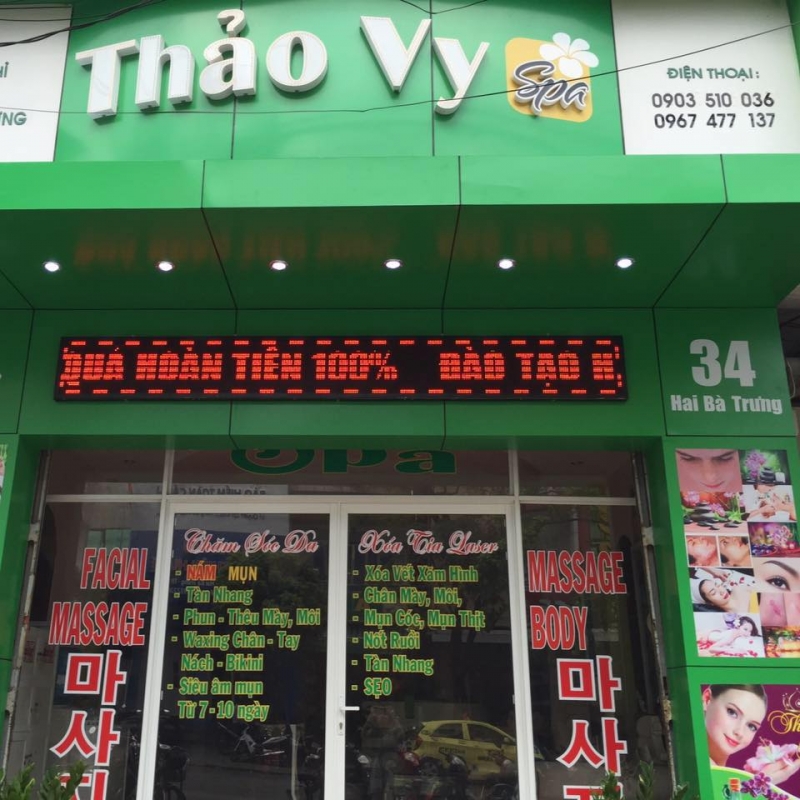 Thảo Vy
Spa
ĐIỆN THOẠI :
0903 510 036
0967 477 137
QUẢ HOÀN TIỀN 100% ĐÀO TẠO H
34
Hai Bà Trưng
Spa
FACIAL
MASSAGE
마사지
Chăm Sóc Da
- NÁM MỤN
- Tàn Nhang
- Phun - Thêu Mày, Môi
- Waxing Chân - Tay
Nách - Bikini
- Siêu âm mụn
Từ 7-10 ngày
Xóa Tia Laser
- Xóa Vết Xăm Hình
- Chân Mày, Môi,
- Mụn Cóc, Mụn Thịt
- Nốt Ruồi
- Tàn Nhang
- SẸO
MASSAGE
BODY
마사